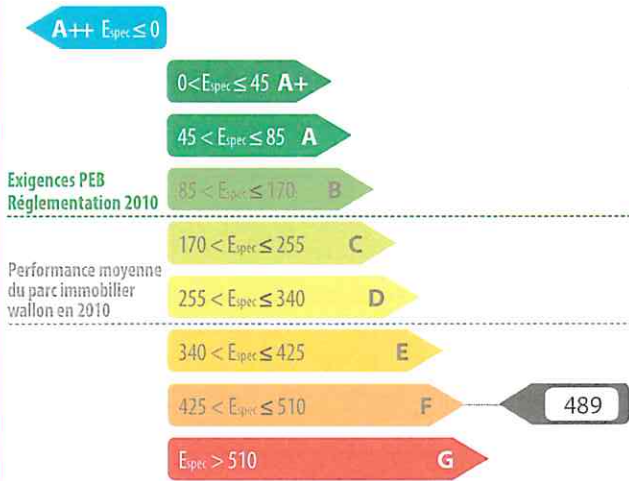 A++ Espec ≤ 0
0 < Espec ≤ 45 A+
45 < Espec ≤ 85 A
Exigences PEB
Réglementation 2010
85 < Espec ≤ 170 B
170 < Espec ≤ 255 C
Performance moyenne
du parc immobilier
wallon en 2010
255 < Espec ≤ 340 D
340 < Espec ≤ 425 E
425 < Espec ≤ 510 F
489
Espec > 510 G